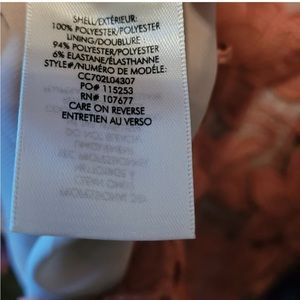 SHELL/EXTÉRIEUR:
100% POLYESTER/POLYESTER
LINING/DOUBLURE
94% POLYESTER/POLYESTER
6% ELASTANE/ÉLASTHANNE
STYLE#/NUMÉRO DE MODÈLE:
CC702L04307
PO# 115253
RN# 107677
CARE ON REVERSE
ENTRETIEN AU VERSO